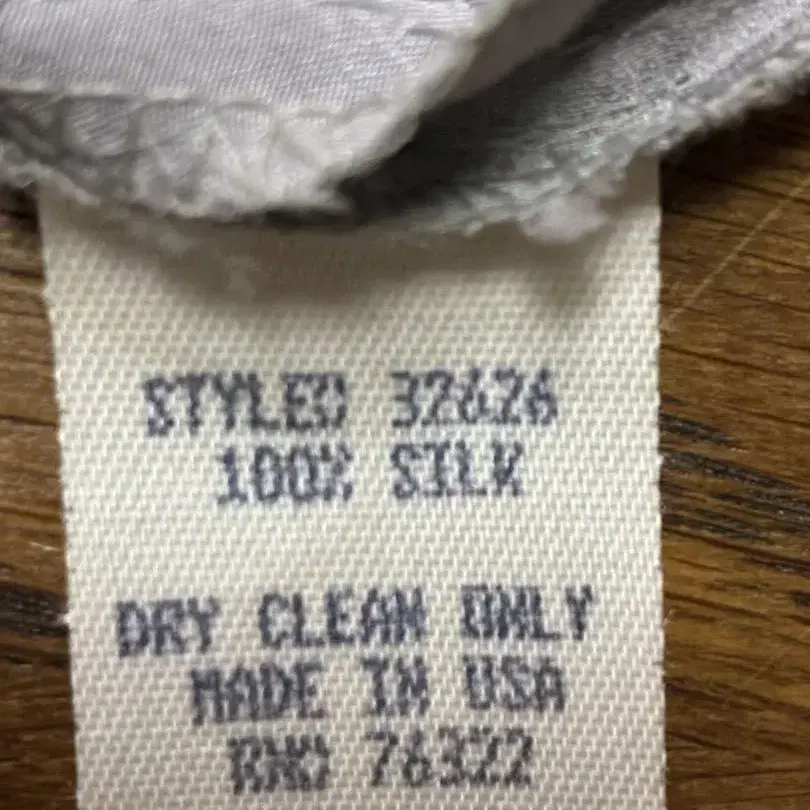 STYLE# 32626
100% SILK
DRY CLEAN ONLY
MADE IN USA
RN# 76322